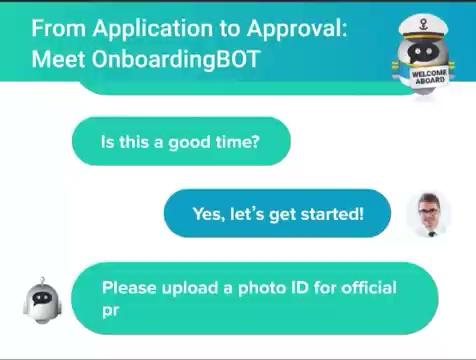 From Application to Approval:
Meet OnboardingBOT
WELCOME
ABOARD
Is this a good time?
Yes, let's get started!
Please upload a photo ID for official
pr